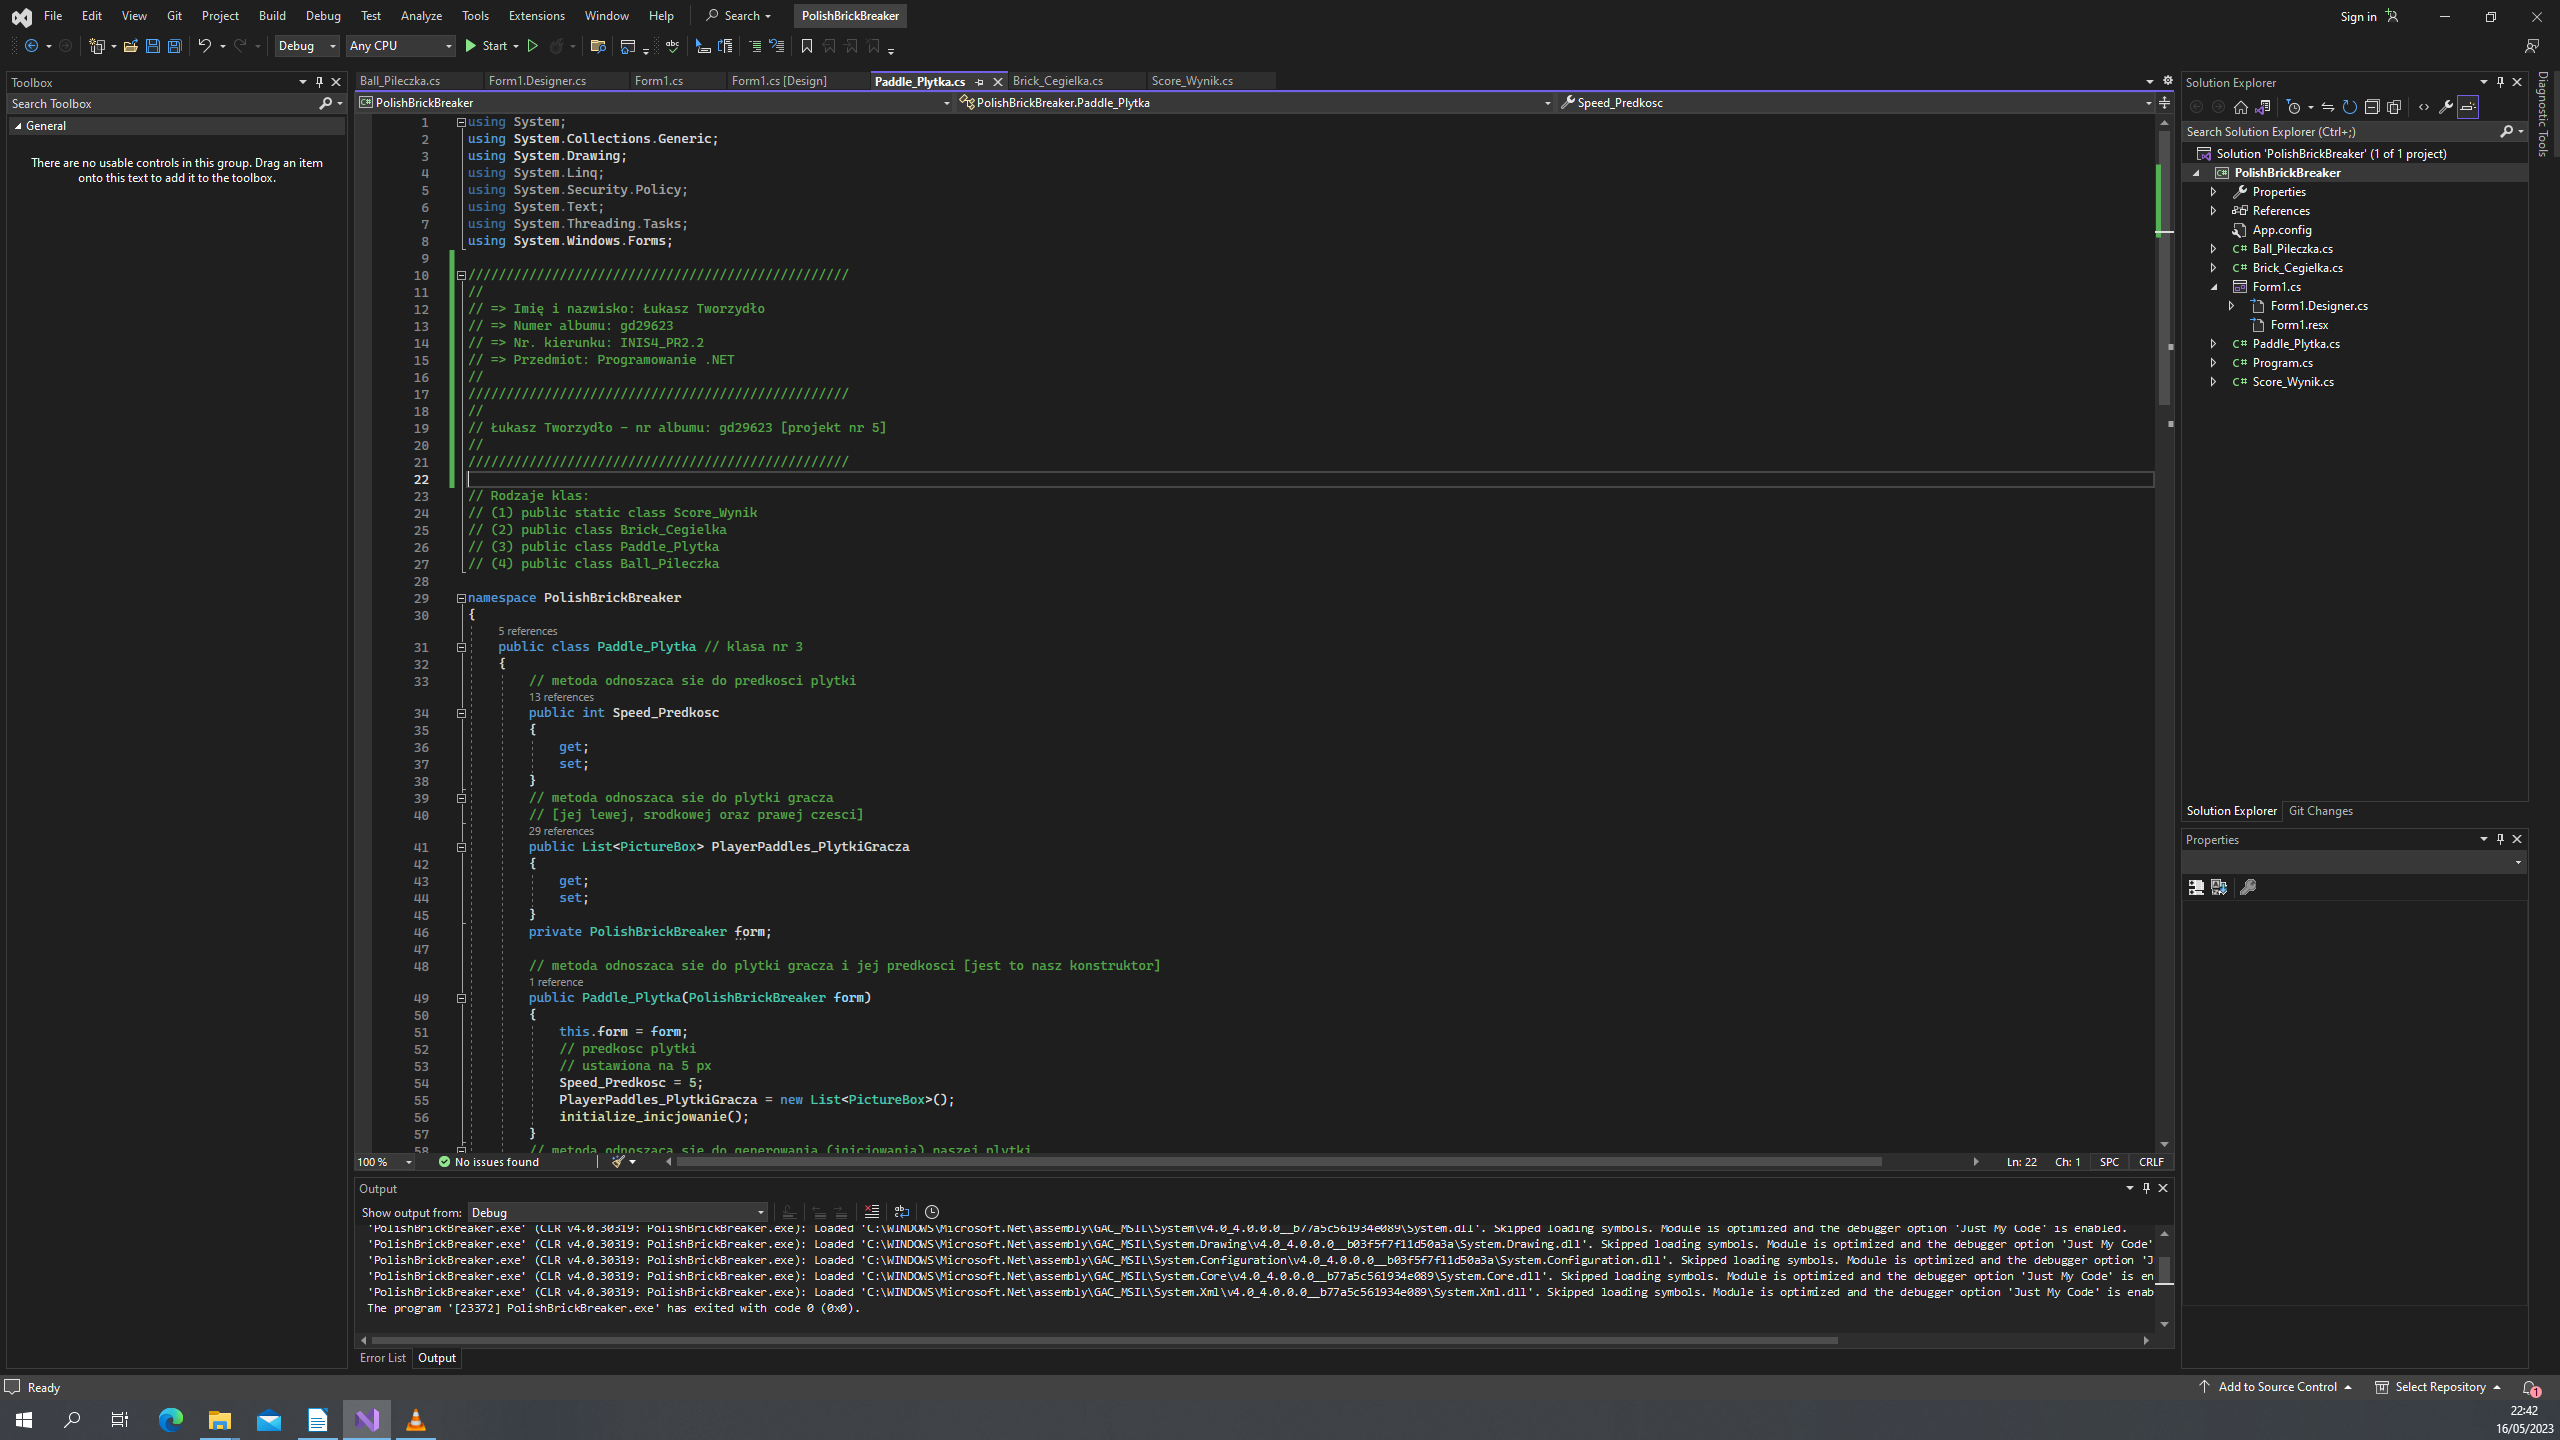 File Edit View Git Project Build Debug Test Analyze Tools Extensions Window Help Search PolishBrickBreaker Sign in
Debug Any CPU Start
Toolbox
Search Toolbox
General
There are no usable controls in this group. Drag an item
onto this text to add it to the toolbox.
Ball_Pileczka.cs Form1.Designer.cs Form1.cs Form1.cs [Design] Paddle_Plytka.cs Brick_Cegielka.cs Score_Wynik.cs
PolishBrickBreaker PolishBrickBreaker.Paddle_Plytka Speed_Predkosc
1 using System;
2 using System.Collections.Generic;
3 using System.Drawing;
4 using System.Linq;
5 using System.Security.Policy;
6 using System.Text;
7 using System.Threading.Tasks;
8 using System.Windows.Forms;
9
10 //////////////////////////////////////////////////
11 //
12 // => Imię i nazwisko: Łukasz Tworzydło
13 // => Numer albumu: gd29623
14 // => Nr. kierunku: INIS4_PR2.2
15 // => Przedmiot: Programowanie .NET
16 //
17 //////////////////////////////////////////////////
18 //
19 // Łukasz Tworzydło - nr albumu: gd29623 [projekt nr 5]
20 //
21 //////////////////////////////////////////////////
22
23 // Rodzaje klas:
24 // (1) public static class Score_Wynik
25 // (2) public class Brick_Cegielka
26 // (3) public class Paddle_Plytka
27 // (4) public class Ball_Pileczka
28
29 namespace PolishBrickBreaker
30 {
5 references
31 public class Paddle_Plytka // klasa nr 3
32 {
33 // metoda odnoszaca sie do predkosci plytki
13 references
34 public int Speed_Predkosc
35 {
36 get;
37 set;
38 }
39 // metoda odnoszaca sie do plytki gracza
40 // [jej lewej, srodkowej oraz prawej czesci]
29 references
41 public List<PictureBox> PlayerPaddles_PlytkiGracza
42 {
43 get;
44 set;
45 }
46 private PolishBrickBreaker form;
47
48 // metoda odnoszaca sie do plytki gracza i jej predkosci [jest to nasz konstruktor]
1 reference
49 public Paddle_Plytka(PolishBrickBreaker form)
50 {
51 this.form = form;
52 // predkosc plytki
53 // ustawiona na 5 px
54 Speed_Predkosc = 5;
55 PlayerPaddles_PlytkiGracza = new List<PictureBox>();
56 initialize_inicjowanie();
57 }
58 // metoda odnoszaca sie do generowania (inicjowania) naszej plytki
100 % No issues found Ln: 22 Ch: 1 SPC CRLF
Output
Show output from: Debug
'PolishBrickBreaker.exe' (CLR v4.0.30319: PolishBrickBreaker.exe): Loaded 'C:\WINDOWS\Microsoft.Net\assembly\GAC_MSIL\System\v4.0_4.0.0.0__b77a5c561934e089\System.dll'. Skipped loading symbols. Module is optimized and the debugger option 'Just My Code' is enabled.
'PolishBrickBreaker.exe' (CLR v4.0.30319: PolishBrickBreaker.exe): Loaded 'C:\WINDOWS\Microsoft.Net\assembly\GAC_MSIL\System.Drawing\v4.0_4.0.0.0__b03f5f7f11d50a3a\System.Drawing.dll'. Skipped loading symbols. Module is optimized and the debugger option 'Just My Code'
'PolishBrickBreaker.exe' (CLR v4.0.30319: PolishBrickBreaker.exe): Loaded 'C:\WINDOWS\Microsoft.Net\assembly\GAC_MSIL\System.Configuration\v4.0_4.0.0.0__b03f5f7f11d50a3a\System.Configuration.dll'. Skipped loading symbols. Module is optimized and the debugger option 'J
'PolishBrickBreaker.exe' (CLR v4.0.30319: PolishBrickBreaker.exe): Loaded 'C:\WINDOWS\Microsoft.Net\assembly\GAC_MSIL\System.Core\v4.0_4.0.0.0__b77a5c561934e089\System.Core.dll'. Skipped loading symbols. Module is optimized and the debugger option 'Just My Code' is en
'PolishBrickBreaker.exe' (CLR v4.0.30319: PolishBrickBreaker.exe): Loaded 'C:\WINDOWS\Microsoft.Net\assembly\GAC_MSIL\System.Xml\v4.0_4.0.0.0__b77a5c561934e089\System.Xml.dll'. Skipped loading symbols. Module is optimized and the debugger option 'Just My Code' is enab
The program '[23372] PolishBrickBreaker.exe' has exited with code 0 (0x0).
Error List Output
Solution Explorer
Search Solution Explorer (Ctrl+;)
Solution 'PolishBrickBreaker' (1 of 1 project)
PolishBrickBreaker
Properties
References
App.config
C# Ball_Pileczka.cs
C# Brick_Cegielka.cs
Form1.cs
Form1.Designer.cs
Form1.resx
C# Paddle_Plytka.cs
C# Program.cs
C# Score_Wynik.cs
Solution Explorer Git Changes
Properties
Diagnostic Tools
Ready Add to Source Control Select Repository 1
22:42
16/05/2023